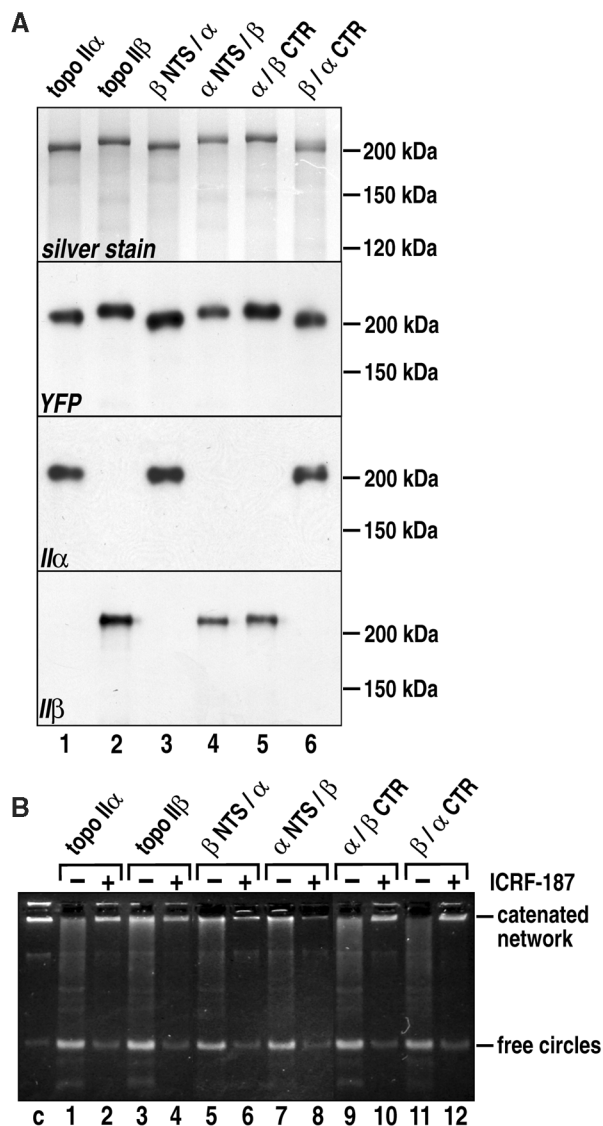 A
topo IIα topo IIβ β NTS / α α NTS / β α / β CTR β / α CTR
200 kDa
150 kDa
120 kDa
silver stain
200 kDa
150 kDa
YFP
200 kDa
150 kDa
IIα
200 kDa
150 kDa
IIβ
1 2 3 4 5 6
B
topo IIα topo IIβ β NTS / α α NTS / β α / β CTR β / α CTR
− + − + − + − + − + − + ICRF-187
catenated
network
free circles
c 1 2 3 4 5 6 7 8 9 10 11 12